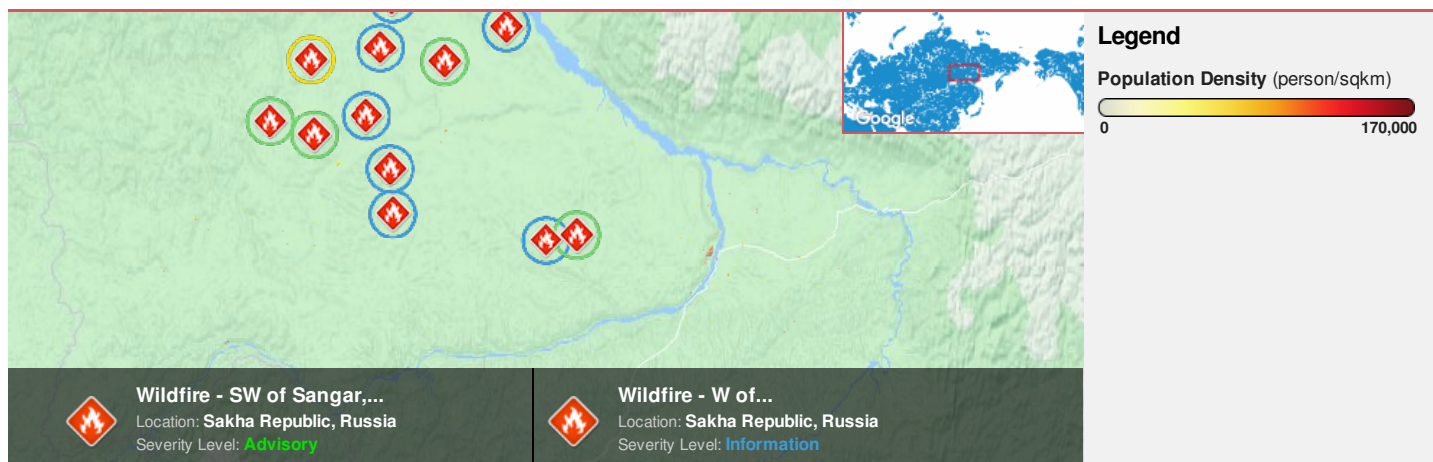 Google
Legend
Population Density (person/sqkm)
0 170,000
Wildfire - SW of Sangar,...
Location: Sakha Republic, Russia
Severity Level: Advisory
Wildfire - W of...
Location: Sakha Republic, Russia
Severity Level: Information